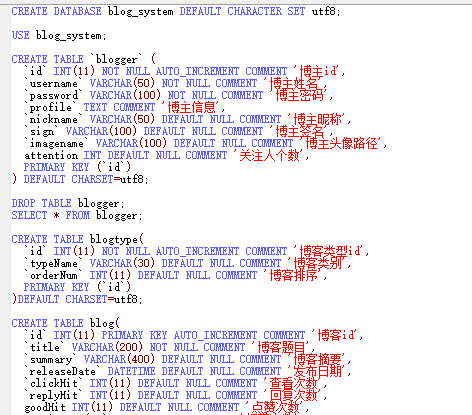 CREATE DATABASE blog_system DEFAULT CHARACTER SET utf8;
USE blog_system;
CREATE TABLE `blogger` (
`id` INT(11) NOT NULL AUTO_INCREMENT COMMENT '博主id',
`username` VARCHAR(50) NOT NULL COMMENT '博主姓名',
`password` VARCHAR(100) NOT NULL COMMENT '博主密码',
`profile` TEXT COMMENT '博主信息',
`nickname` VARCHAR(50) DEFAULT NULL COMMENT '博主昵称',
`sign` VARCHAR(100) DEFAULT NULL COMMENT '博主签名',
`imagename` VARCHAR(100) DEFAULT NULL COMMENT '博主头像路径',
attention INT DEFAULT NULL COMMENT '关注人个数',
PRIMARY KEY (`id`)
) DEFAULT CHARSET=utf8;
DROP TABLE blogger;
SELECT * FROM blogger;
CREATE TABLE blogtype(
`id` INT(11) NOT NULL AUTO_INCREMENT COMMENT '博客类型id',
`typeName` VARCHAR(30) DEFAULT NULL COMMENT '博客类别',
`orderNum` INT(11) DEFAULT NULL COMMENT '博客排序',
PRIMARY KEY (`id`)
)DEFAULT CHARSET=utf8;
CREATE TABLE blog(
`id` INT(11) PRIMARY KEY AUTO_INCREMENT COMMENT '博客id',
`title` VARCHAR(200) NOT NULL COMMENT '博客题目',
`summary` VARCHAR(400) DEFAULT NULL COMMENT '博客摘要',
`releaseDate` DATETIME DEFAULT NULL COMMENT '发布日期',
`clickHit` INT(11) DEFAULT NULL COMMENT '查看次数',
`replyHit` INT(11) DEFAULT NULL COMMENT '回复次数',
goodHit INT(11) DEFAULT NULL COMMENT '点赞次数',